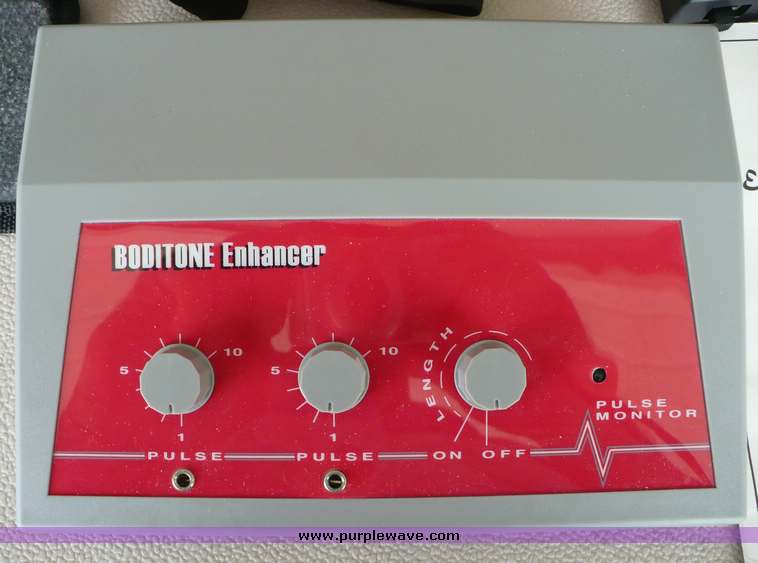 BODITONE Enhancer
5 10
1
PULSE
5 10
1
PULSE
LENGTH
ON OFF
PULSE
MONITOR
www.purplewave.com